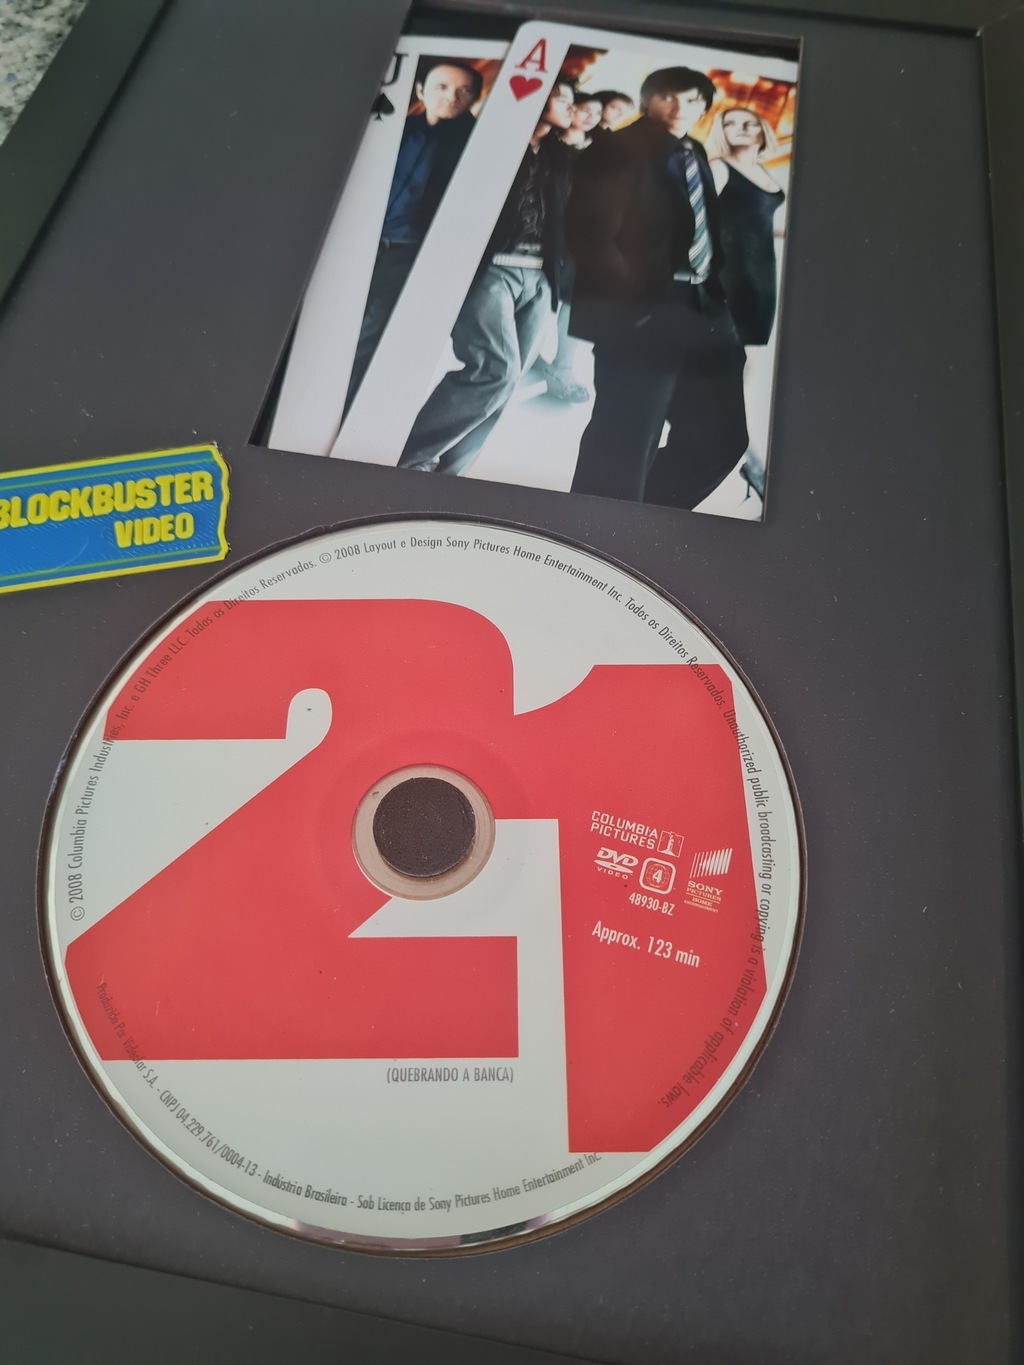 J
A
BLOCKBUSTER
VIDEO
© 2008 Columbia Pictures Industries, Inc. e GH Three LLC. Todos os Direitos Reservados. © 2008 Layout e Design Sony Pictures Home Entertainment Inc. Todos os Direitos Reservados. Unauthorized public broadcasting or copying is a violation of applicable laws.
21
COLUMBIA
PICTURES
DVD
VIDEO
4
SONY
PICTURES
HOME
ENTERTAINMENT
48930-BZ
Approx. 123 min
(QUEBRANDO A BANCA)
Produzido Por Videolar S.A. - CNPJ 04.229.761/0004-13 - Indústria Brasileira - Sob Licença de Sony Pictures Home Entertainment Inc.